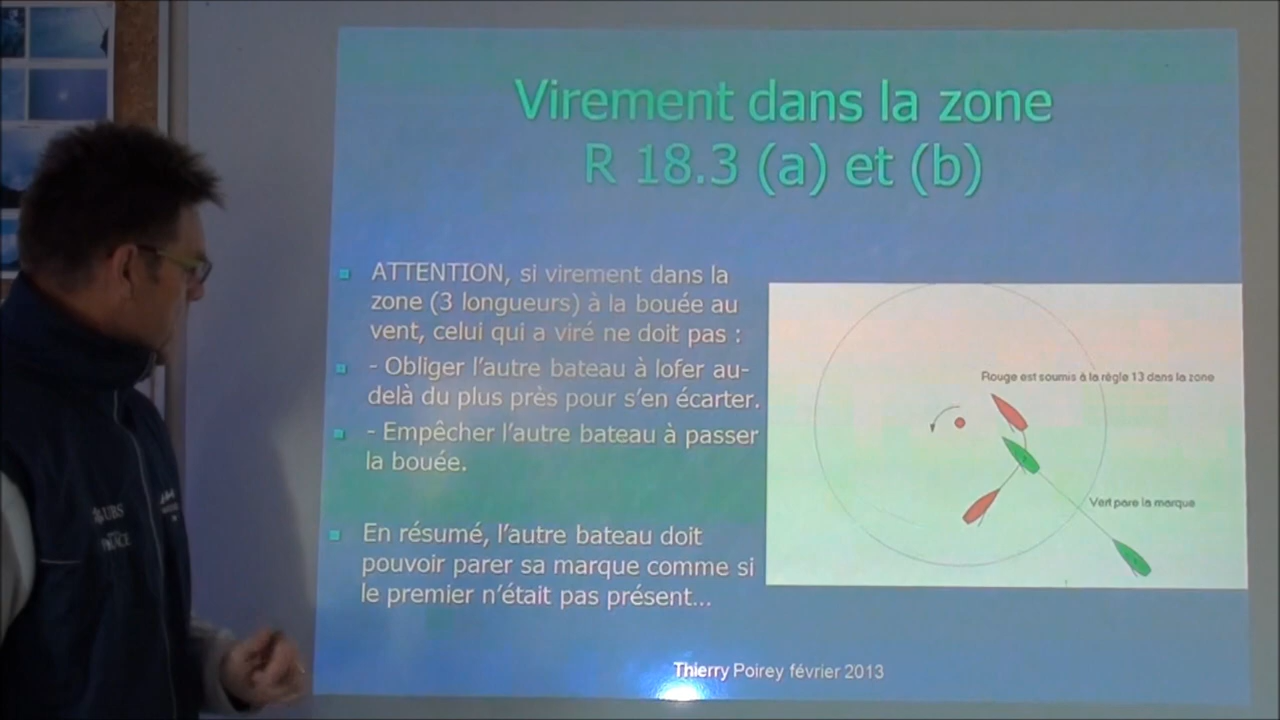 Virement dans la zone
R 18.3 (a) et (b)
ATTENTION, si virement dans la
zone (3 longueurs) à la bouée au
vent, celui qui a viré ne doit pas :
- Obliger l'autre bateau à lofer au-
delà du plus près pour s'en écarter.
- Empêcher l'autre bateau à passer
la bouée.
En résumé, l'autre bateau doit
pouvoir parer sa marque comme si
le premier n'était pas présent...
Rouge est soumis à la règle 13 dans la zone
Vert pare la marque
Thierry Poirey février 2013